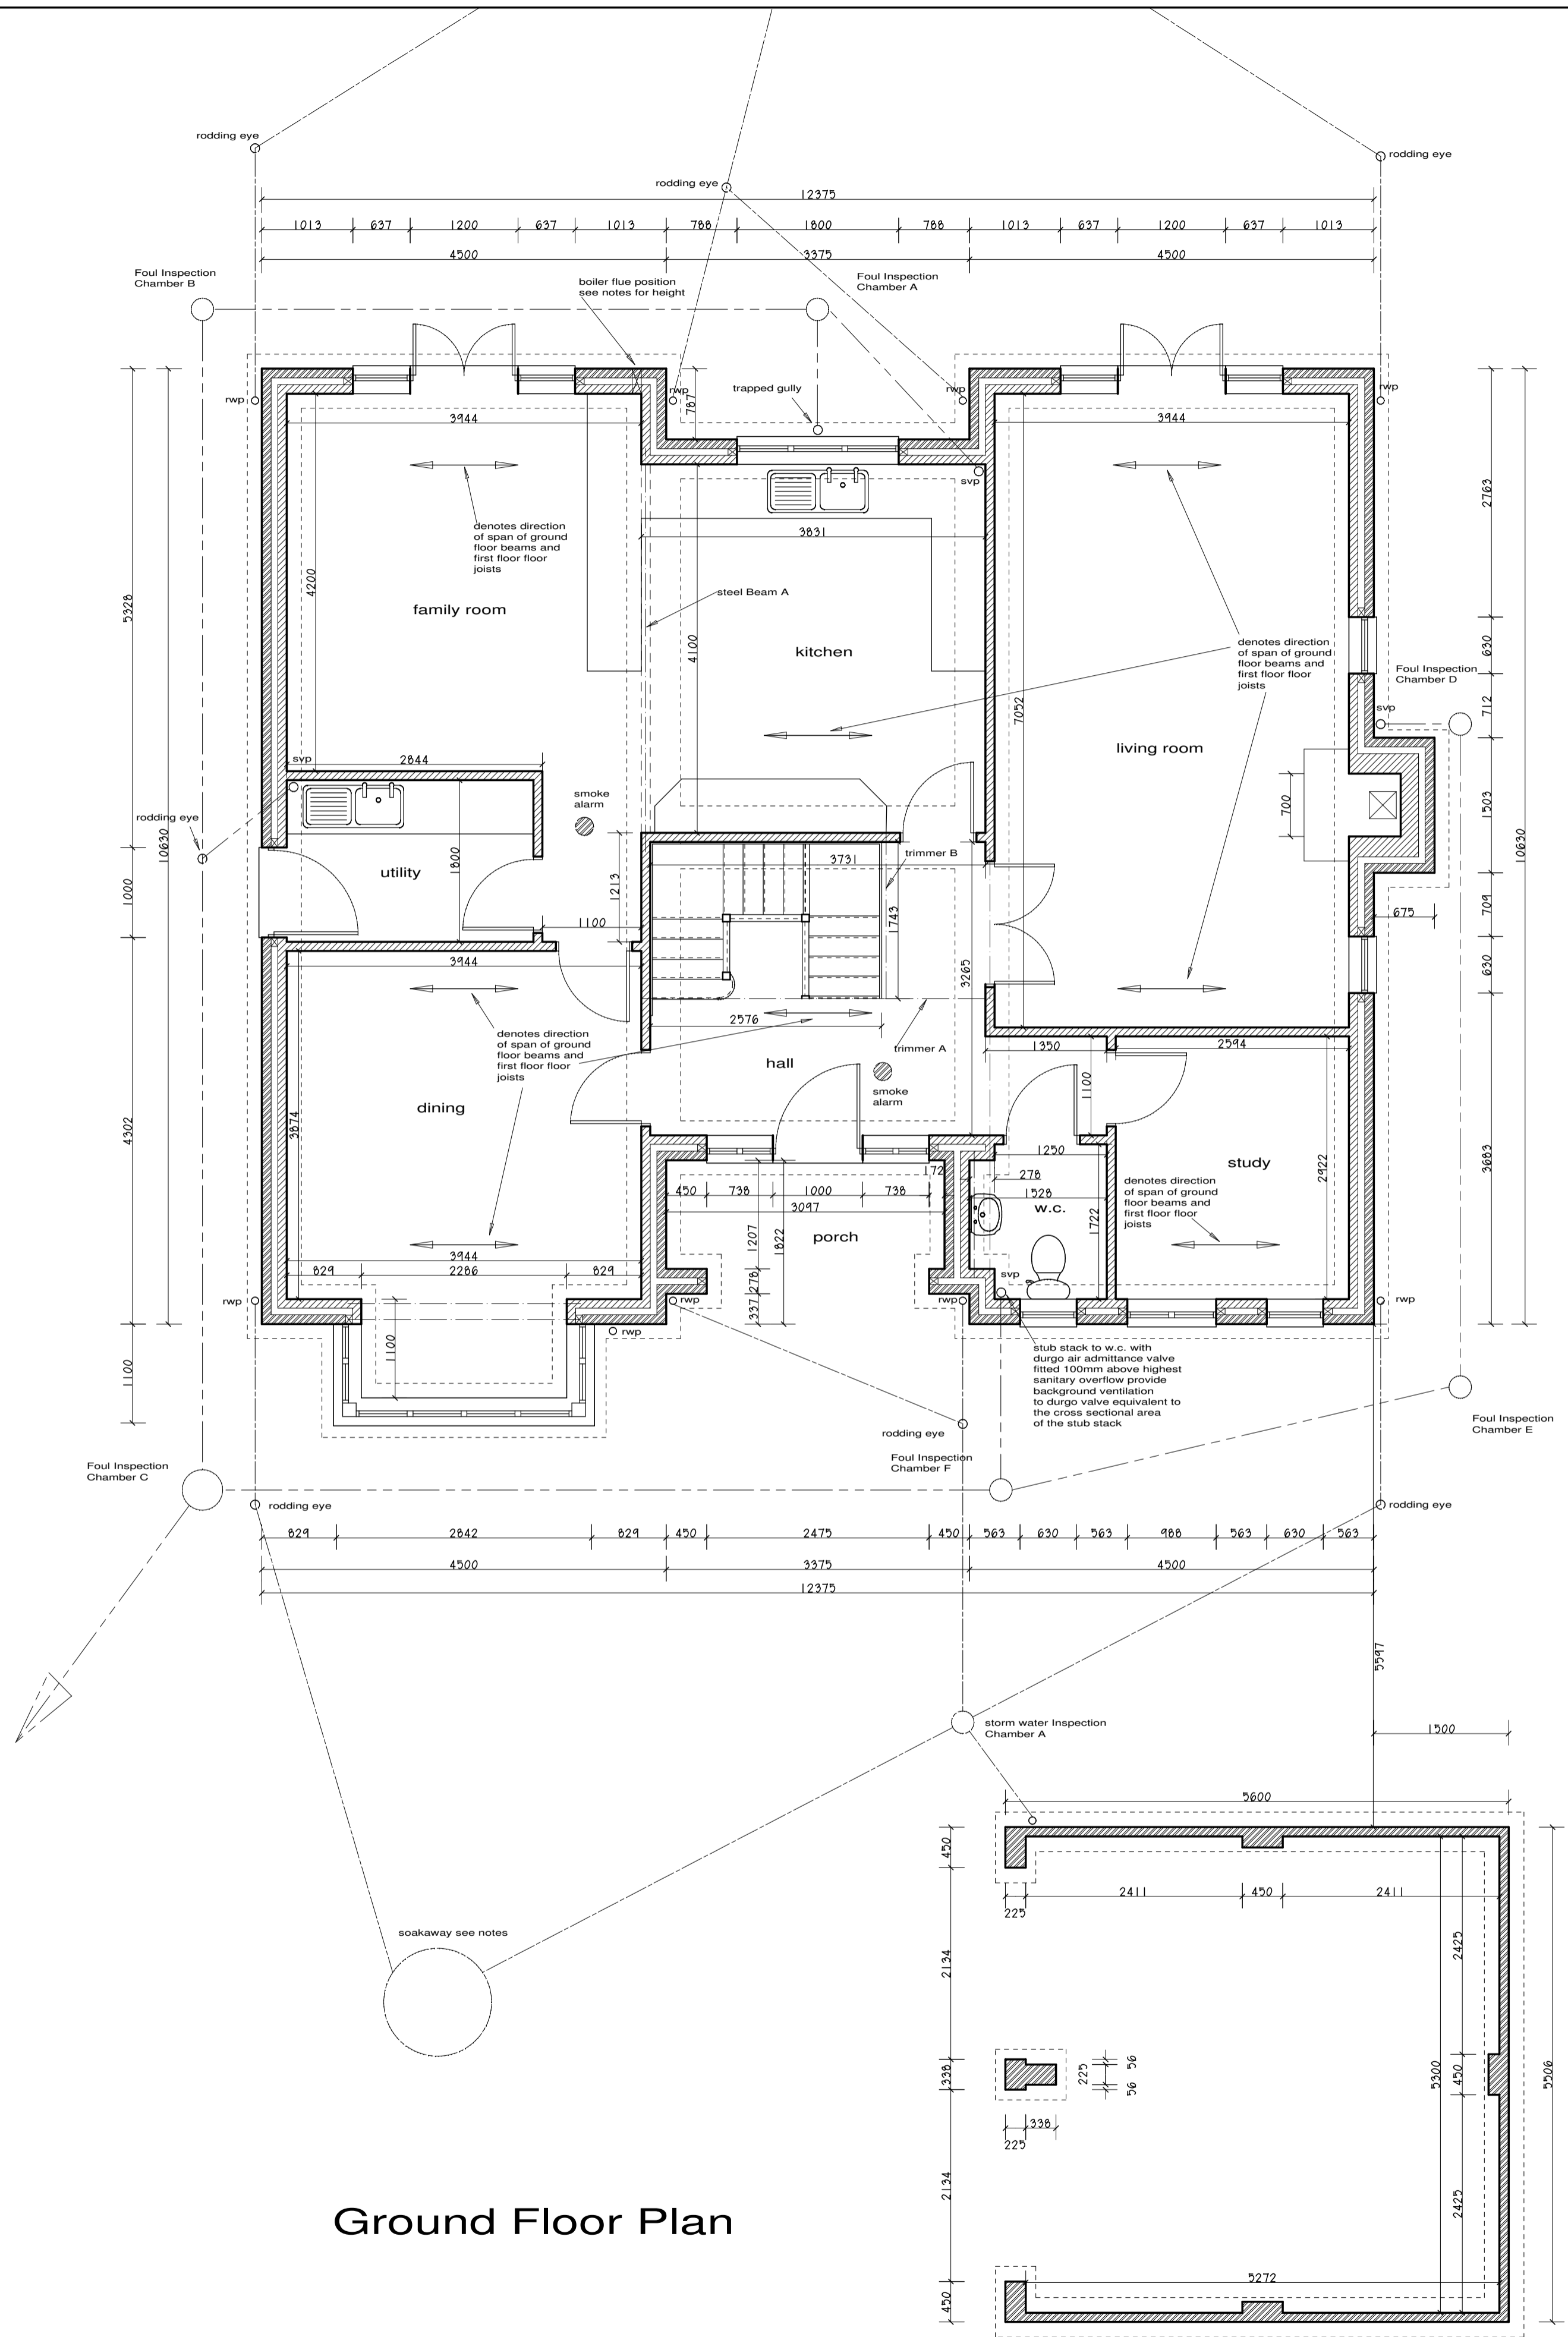 rodding eye
rodding eye
rodding eye
12375
1013 637 1200 637 1013 788 1800 788 1013 637 1200 637 1013
4500 3375 4500
Foul Inspection
Chamber B
boiler flue position
see notes for height
Foul Inspection
Chamber A
rwp
rwp
787
trapped gully
rwp
rwp
3944
3944
svp
denotes direction
of span of ground
floor beams and
first floor floor
joists
3831
2763
4200
5328
steel Beam A
family room
4100
kitchen
denotes direction
of span of ground
floor beams and
first floor floor
joists
630
Foul Inspection
Chamber D
7052
712
svp
living room
svp
2844
smoke
alarm
700
1503
rodding eye
10630
10630
utility
1800
1213
3731
trimmer B
1000
1100
1743
709
675
3944
3265
630
denotes direction
of span of ground
floor beams and
first floor floor
joists
2576
trimmer A
1350
2594
hall
1100
smoke
alarm
dining
3874
4302
1250
172
278
study
2922
3683
450 738 1000 738
1528
denotes direction
of span of ground
floor beams and
first floor floor
joists
3097
w.c.
1722
porch
1207
1822
3944
829 2286 829
278
svp
337
rwp
rwp
rwp
rwp
rwp
1100
1100
stub stack to w.c. with
durgo air admittance valve
fitted 100mm above highest
sanitary overflow provide
background ventilation
to durgo valve equivalent to
the cross sectional area
of the stub stack
rodding eye
Foul Inspection
Chamber E
Foul Inspection
Chamber F
Foul Inspection
Chamber C
rodding eye
rodding eye
829 2842 829 450 2475 450 563 630 563 988 563 630 563
4500 3375 4500
12375
5597
storm water Inspection
Chamber A
1500
5600
450
2411 450 2411
225
soakaway see notes
2134
2425
338
225
56
56
5300
450
5506
338
225
2134
2425
Ground Floor Plan
5272
450